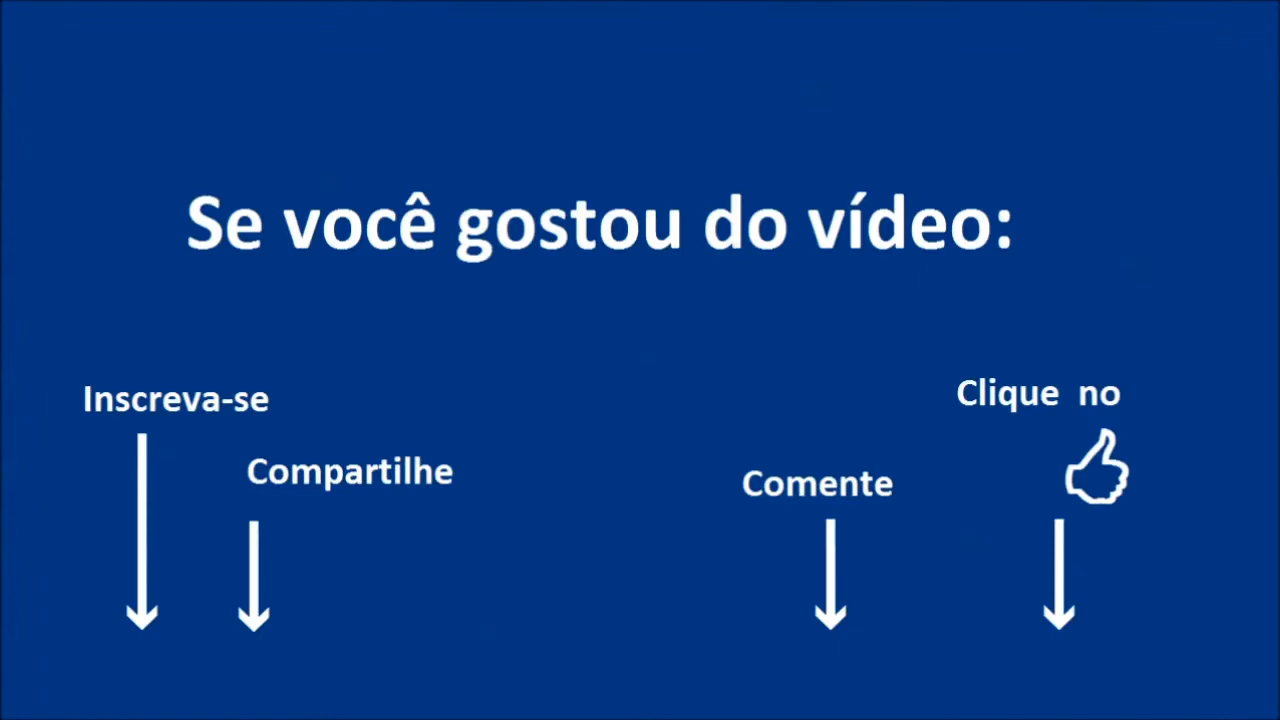 Se você gostou do vídeo:
Inscreva-se
Compartilhe
Comente
Clique no